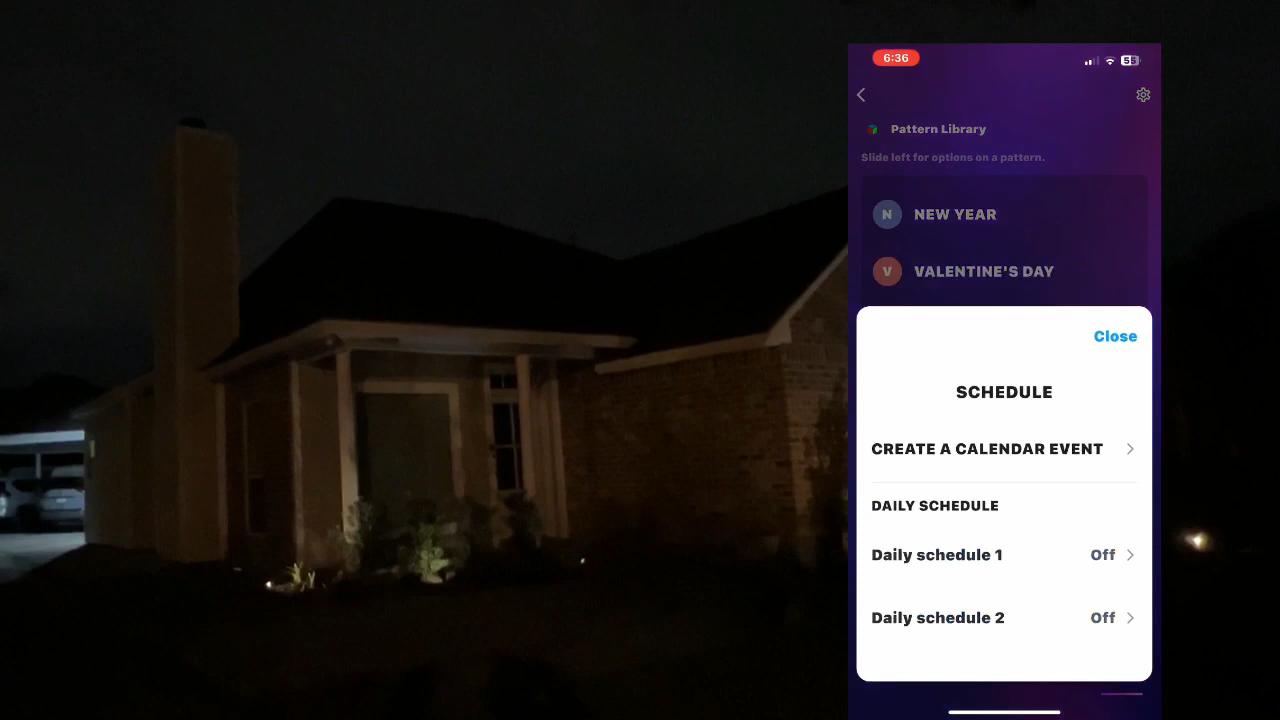 6:36
Pattern Library
Slide left for options on a pattern.
N NEW YEAR
V VALENTINE'S DAY
Close
SCHEDULE
CREATE A CALENDAR EVENT
DAILY SCHEDULE
Daily schedule 1 Off
Daily schedule 2 Off